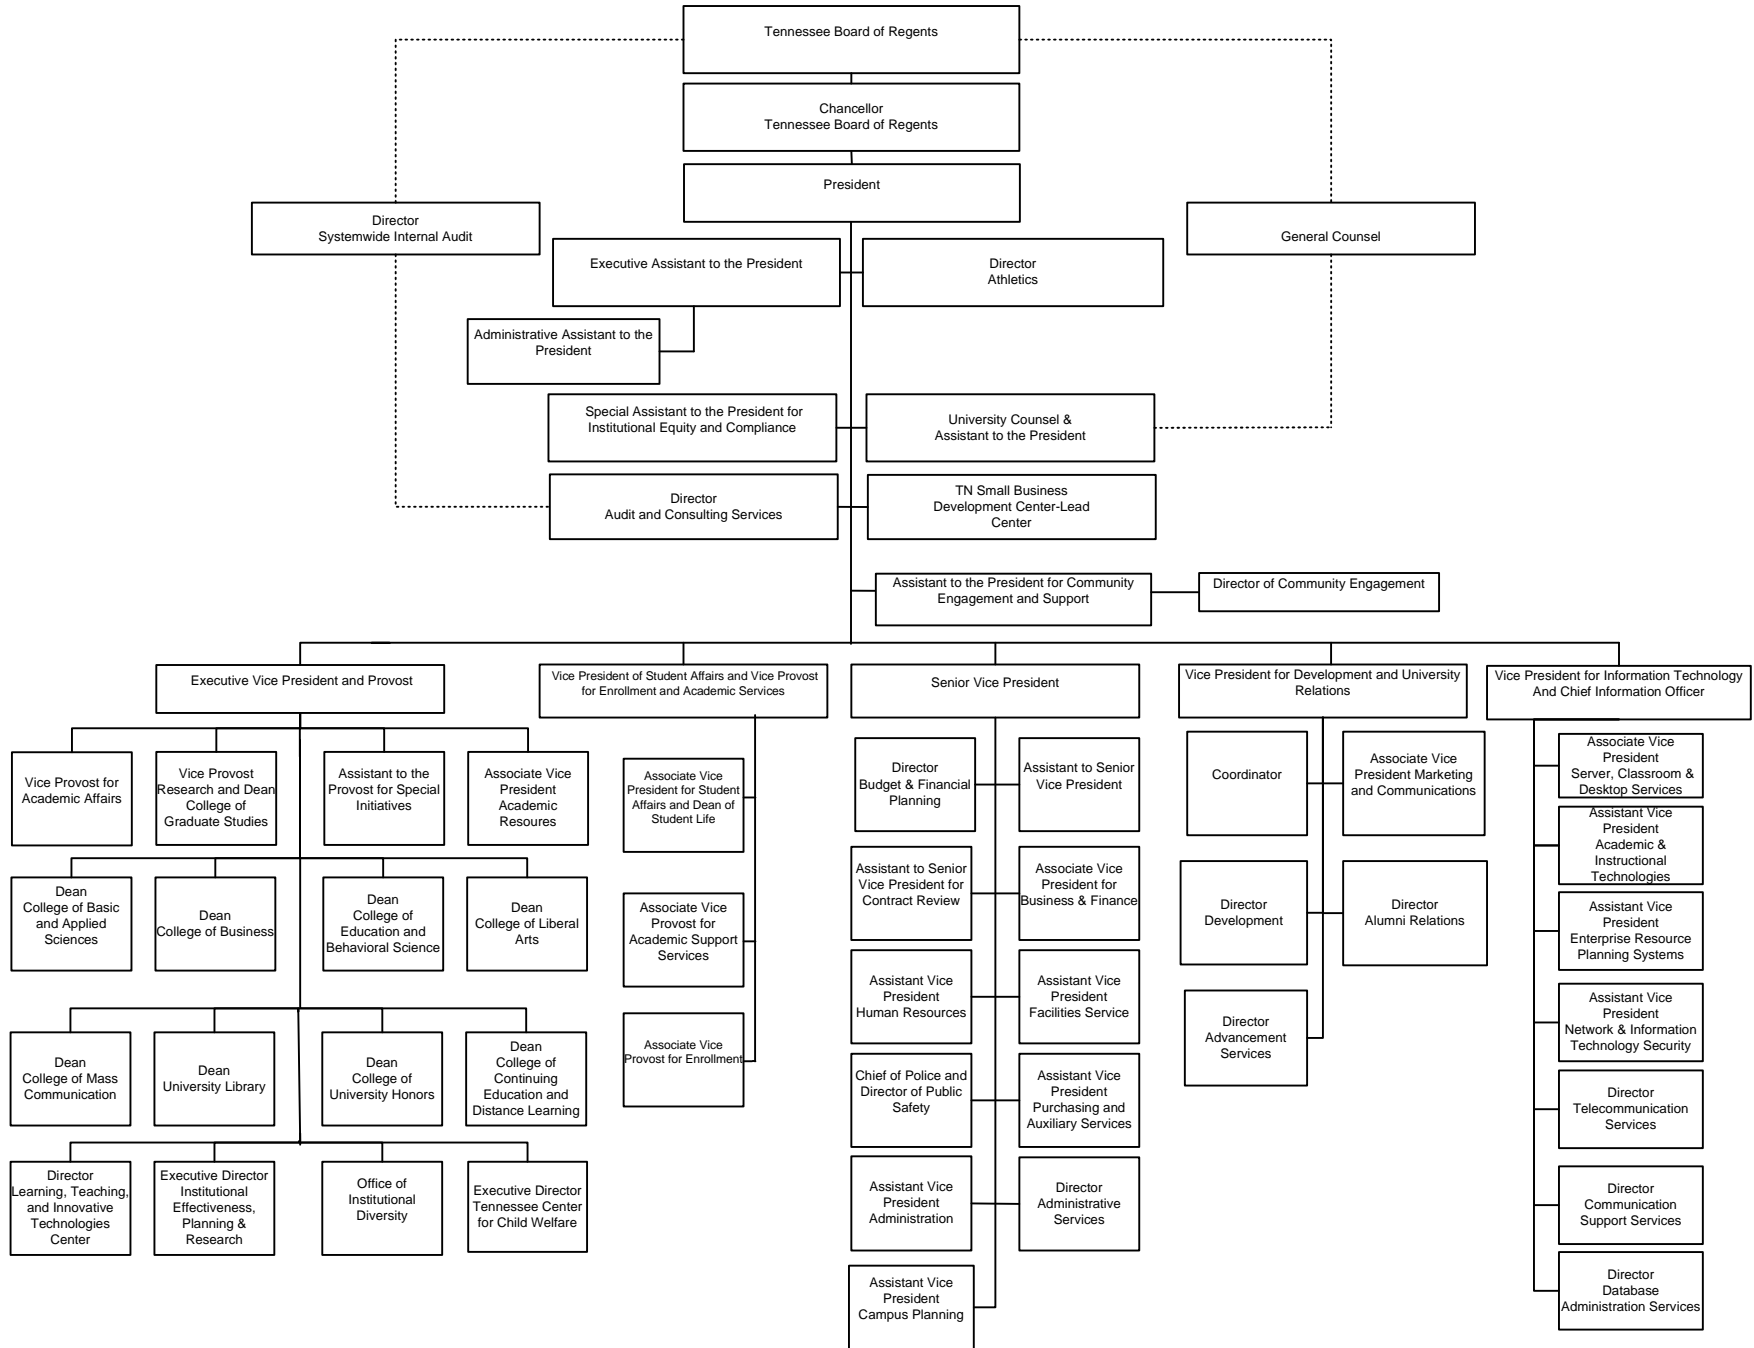 Tennessee Board of Regents
Chancellor
Tennessee Board of Regents
President
Director
Systemwide Internal Audit
General Counsel
Executive Assistant to the President
Director
Athletics
Administrative Assistant to the
President
Special Assistant to the President for
Institutional Equity and Compliance
University Counsel &
Assistant to the President
Director
Audit and Consulting Services
TN Small Business
Development Center-Lead
Center
Assistant to the President for Community
Engagement and Support
Director of Community Engagement
Executive Vice President and Provost
Vice President of Student Affairs and Vice Provost
for Enrollment and Academic Services
Senior Vice President
Vice President for Development and University
Relations
Vice President for Information Technology
And Chief Information Officer
Vice Provost for
Academic Affairs
Vice Provost
Research and Dean
College of
Graduate Studies
Assistant to the
Provost for Special
Initiatives
Associate Vice
President
Academic
Resoures
Dean
College of Basic
and Applied
Sciences
Dean
College of Business
Dean
College of
Education and
Behavioral Science
Dean
College of Liberal
Arts
Dean
College of Mass
Communication
Dean
University Library
Dean
College of
University Honors
Dean
College of
Continuing
Education and
Distance Learning
Director
Learning, Teaching,
and Innovative
Technologies
Center
Executive Director
Institutional
Effectiveness,
Planning &
Research
Office of
Institutional
Diversity
Executive Director
Tennessee Center
for Child Welfare
Associate Vice
President for Student
Affairs and Dean of
Student Life
Associate Vice
Provost for
Academic Support
Services
Associate Vice
Provost for Enrollment
Director
Budget & Financial
Planning
Assistant to Senior
Vice President
Assistant to Senior
Vice President for
Contract Review
Associate Vice
President for
Business & Finance
Assistant Vice
President
Human Resources
Assistant Vice
President
Facilities Service
Chief of Police and
Director of Public
Safety
Assistant Vice
President
Purchasing and
Auxiliary Services
Assistant Vice
President
Administration
Director
Administrative
Services
Assistant Vice
President
Campus Planning
Coordinator
Associate Vice
President Marketing
and Communications
Director
Development
Director
Alumni Relations
Director
Advancement
Services
Associate Vice
President
Server, Classroom &
Desktop Services
Assistant Vice
President
Academic &
Instructional
Technologies
Assistant Vice
President
Enterprise Resource
Planning Systems
Assistant Vice
President
Network & Information
Technology Security
Director
Telecommunication
Services
Director
Communication
Support Services
Director
Database
Administration Services